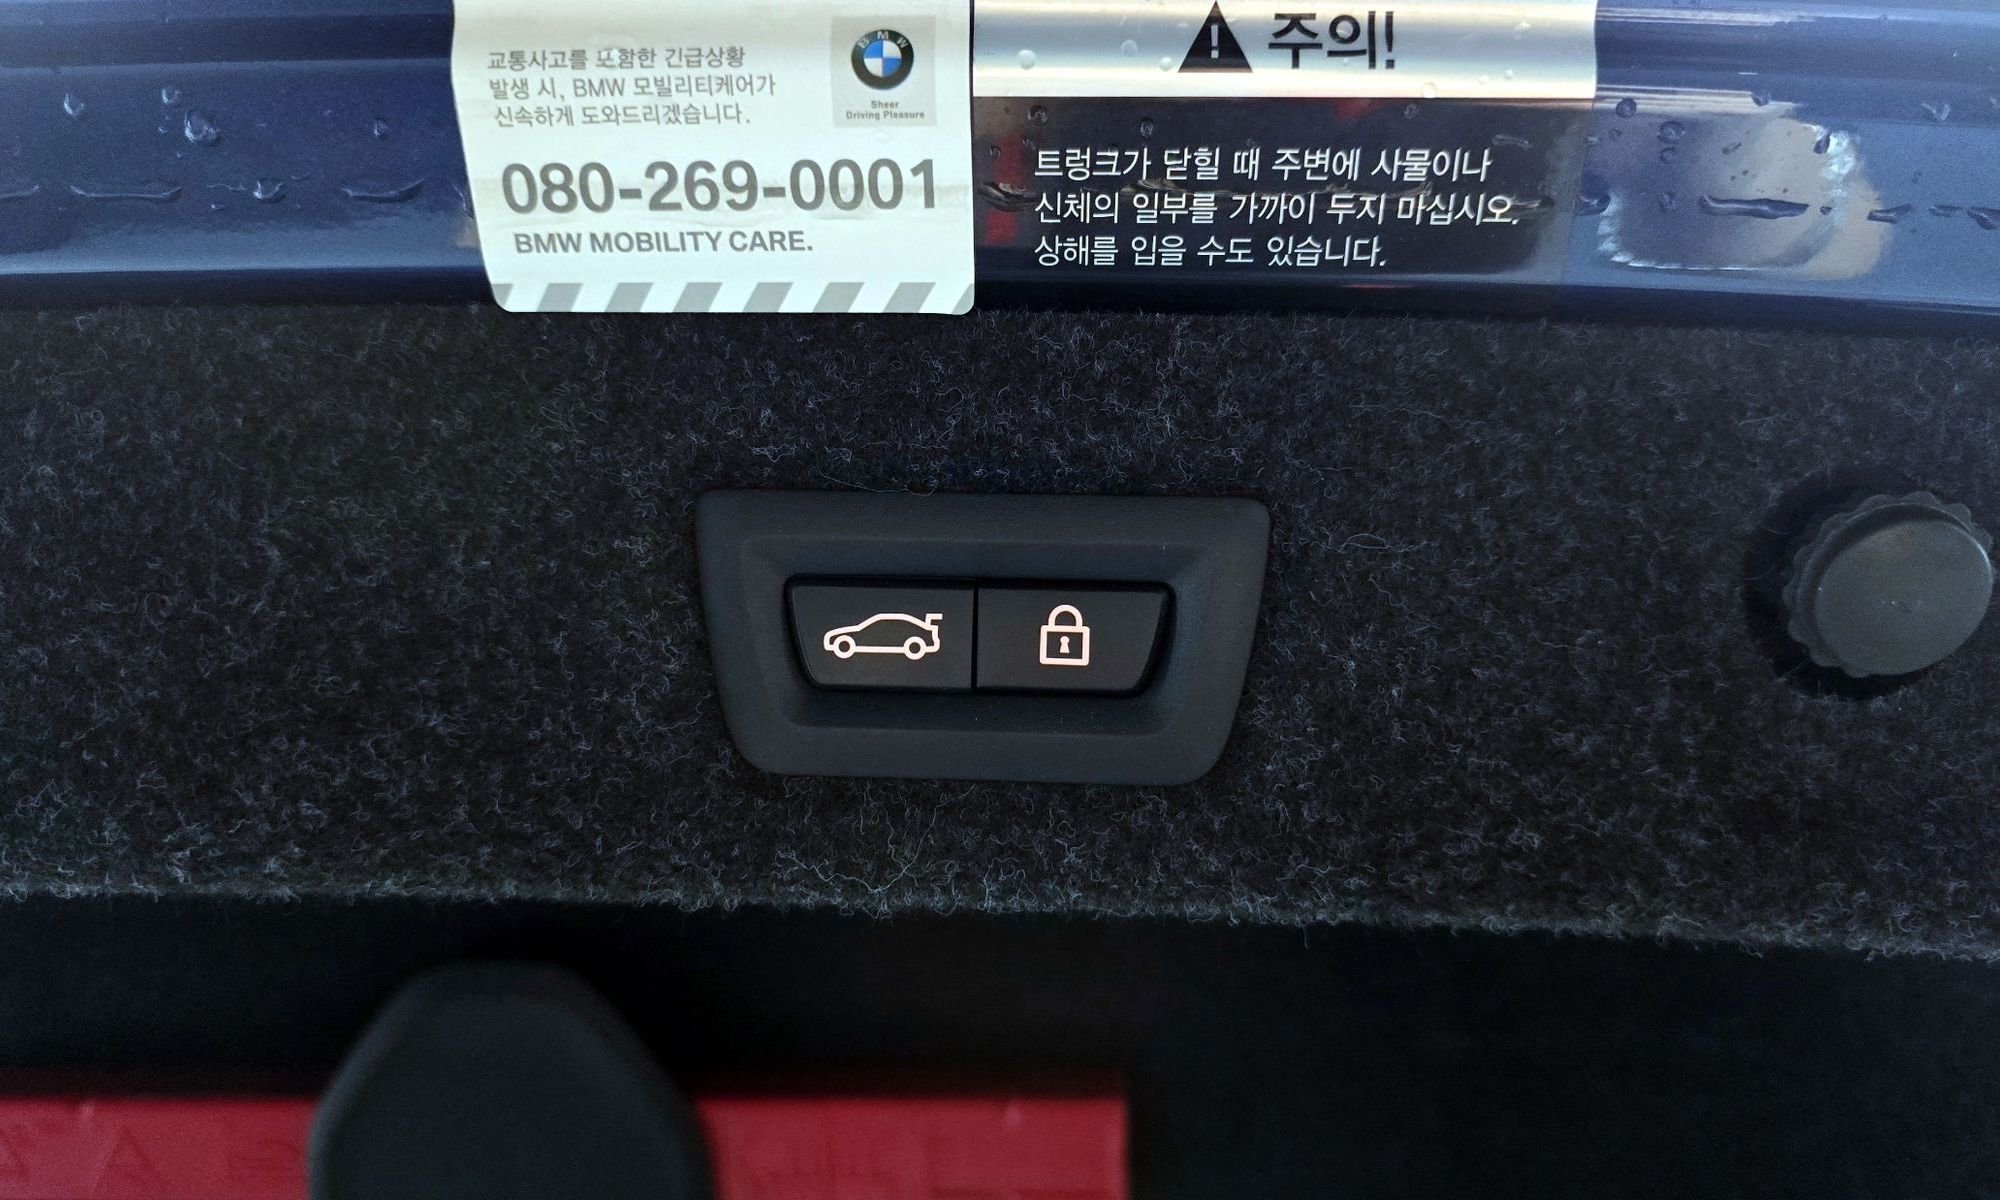 교통사고를 포함한 긴급상황
발생 시, BMW 모빌리티케어가
신속하게 도와드리겠습니다.
BMW
Sheer
Driving Pleasure
080-269-0001
BMW MOBILITY CARE.
주의!
트렁크가 닫힐 때 주변에 사물이나
신체의 일부를 가까이 두지 마십시오.
상해를 입을 수도 있습니다.